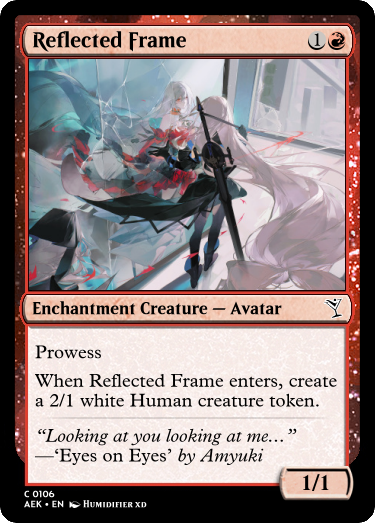 Reflected Frame 1
Enchantment Creature — Avatar
Prowess
When Reflected Frame enters, create
a 2/1 white Human creature token.
“Looking at you looking at me…”
—‘Eyes on Eyes’ by Amyuki
1/1
C 0106
AEK • EN Humidifier XD